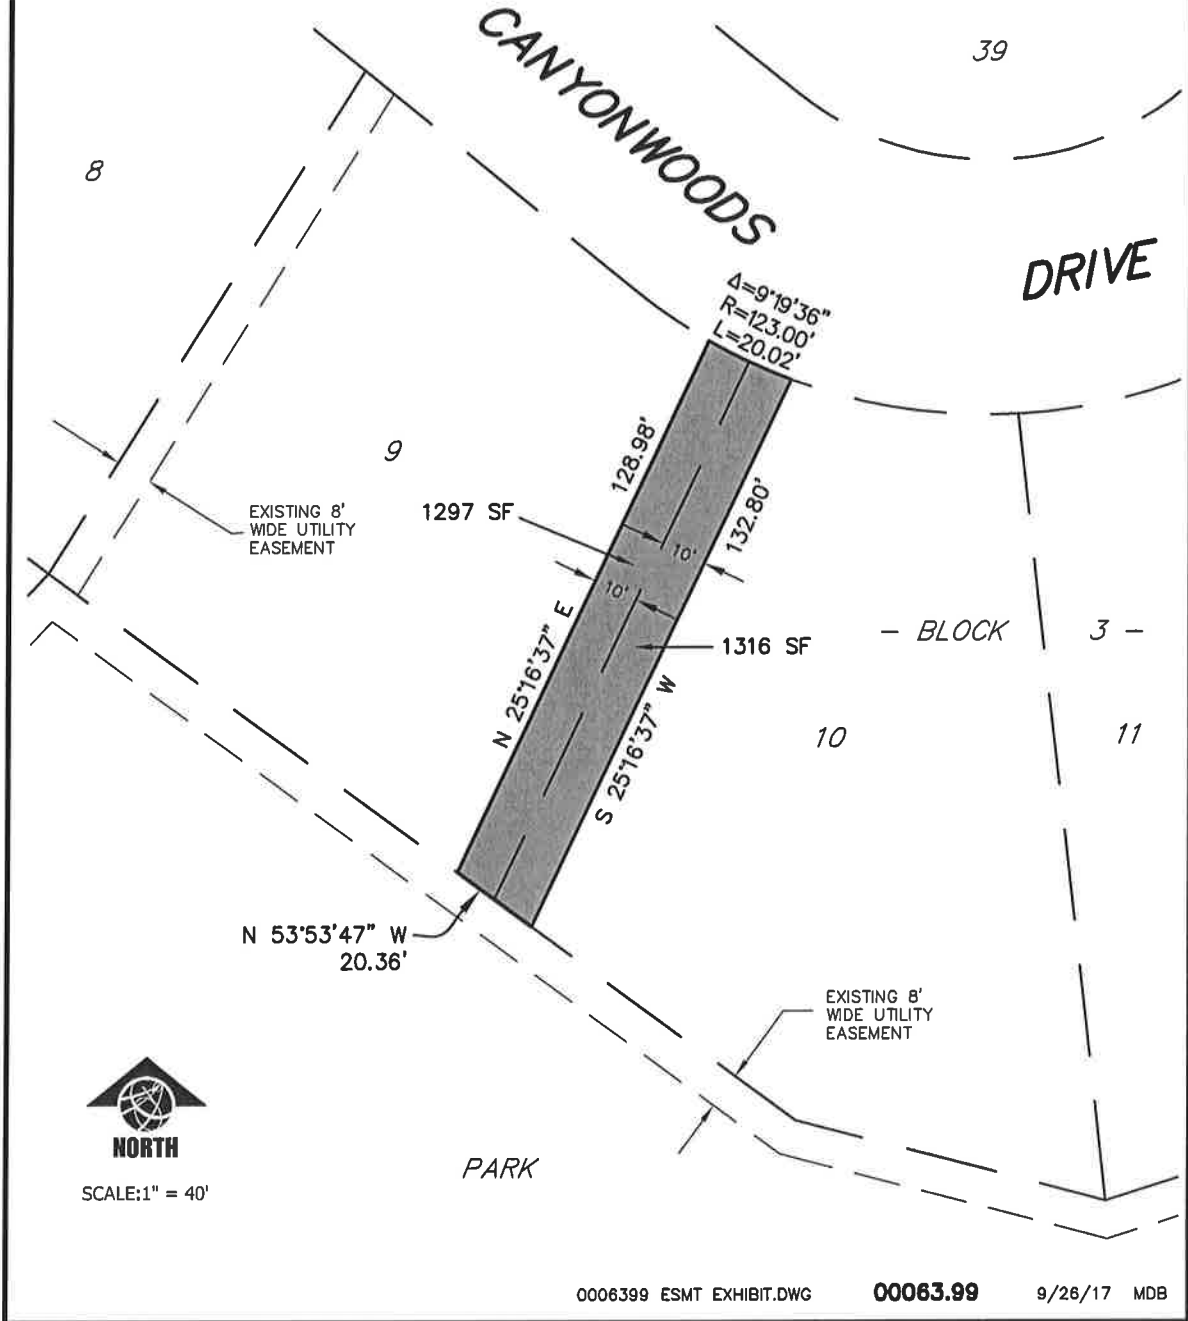 CANYONWOODS
DRIVE
39
8
Δ=9°19'36"
R=123.00'
L=20.02'
9
128.98'
132.80'
EXISTING 8'
WIDE UTILITY
EASEMENT
1297 SF
10'
10'
N 25°16'37" E
S 25°16'37" W
1316 SF
- BLOCK 3 -
10
11
N 53°53'47" W
20.36'
EXISTING 8'
WIDE UTILITY
EASEMENT
NORTH
SCALE:1" = 40'
PARK
0006399 ESMT EXHIBIT.DWG 00063.99 9/26/17 MDB